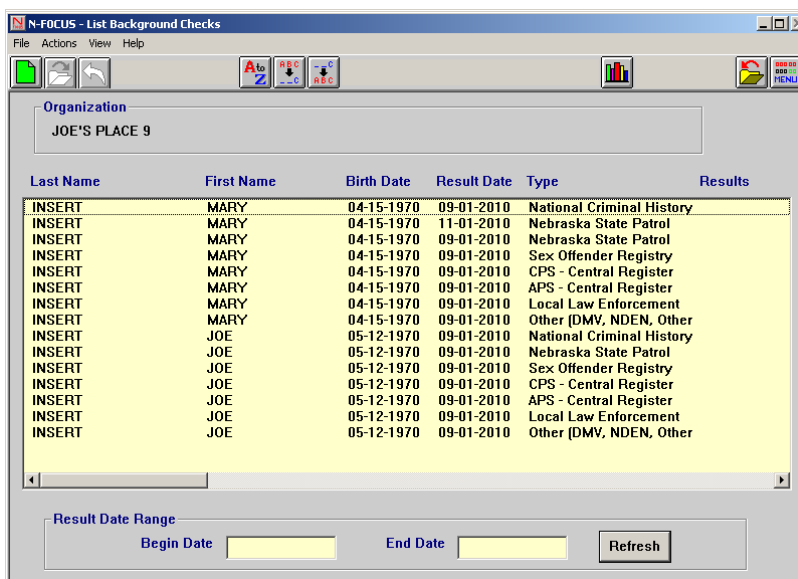 N-FOCUS - List Background Checks
File Actions View Help
A to Z ABC --C --C ABC MENU
Organization
JOE'S PLACE 9
Last Name First Name Birth Date Result Date Type Results
INSERT MARY 04-15-1970 09-01-2010 National Criminal History
INSERT MARY 04-15-1970 11-01-2010 Nebraska State Patrol
INSERT MARY 04-15-1970 09-01-2010 Nebraska State Patrol
INSERT MARY 04-15-1970 09-01-2010 Sex Offender Registry
INSERT MARY 04-15-1970 09-01-2010 CPS - Central Register
INSERT MARY 04-15-1970 09-01-2010 APS - Central Register
INSERT MARY 04-15-1970 09-01-2010 Local Law Enforcement
INSERT MARY 04-15-1970 09-01-2010 Other (DMV, NDEN, Other
INSERT JOE 05-12-1970 09-01-2010 National Criminal History
INSERT JOE 05-12-1970 09-01-2010 Nebraska State Patrol
INSERT JOE 05-12-1970 09-01-2010 Sex Offender Registry
INSERT JOE 05-12-1970 09-01-2010 CPS - Central Register
INSERT JOE 05-12-1970 09-01-2010 APS - Central Register
INSERT JOE 05-12-1970 09-01-2010 Local Law Enforcement
INSERT JOE 05-12-1970 09-01-2010 Other (DMV, NDEN, Other
Result Date Range
Begin Date End Date Refresh